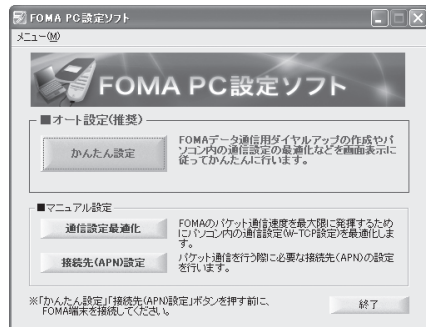 FOMA PC設定ソフト
メニュー(M)
FOMA PC設定ソフト
■オート設定(推奨)
かんたん設定
FOMAデータ通信用ダイヤルアップの作成やパ
ソコン内の通信設定の最適化などを画面表示に
従ってかんたんに行います。
■マニュアル設定
通信設定最適化
FOMAのパケット通信速度を最大限に発揮するため
にパソコン内の通信設定(W-TCP設定)を最適化しま
す。
接続先(APN)設定
パケット通信を行う際に必要な接続先(APN)の設定
を行います。
※「かんたん設定」「接続先(APN)設定」ボタンを押す前に、
FOMA端末を接続してください。
終了